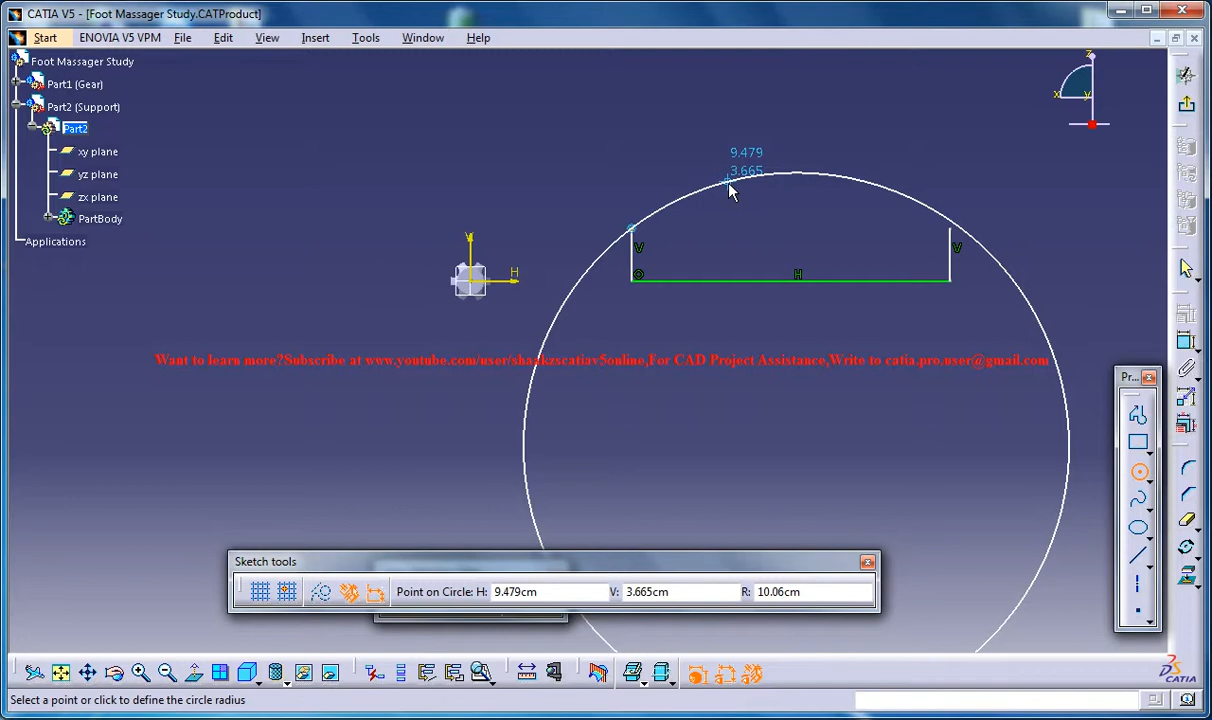 CATIA V5 - [Foot Massager Study.CATProduct]
Start ENOVIA V5 VPM File Edit View Insert Tools Window Help
Foot Massager Study
Part1 (Gear)
Part2 (Support)
Part2
xy plane
yz plane
zx plane
PartBody
Applications
z
x y
9.479
3.665
V
H
V V
H
Want to learn more?Subscribe at www.youtube.com/user/shaakzscatiav5online,For CAD Project Assistance,Write to catia.pro.user@gmail.com
Pr...
Sketch tools
Point on Circle: H: 9.479cm V: 3.665cm R: 10.06cm
CATIA
Select a point or click to define the circle radius